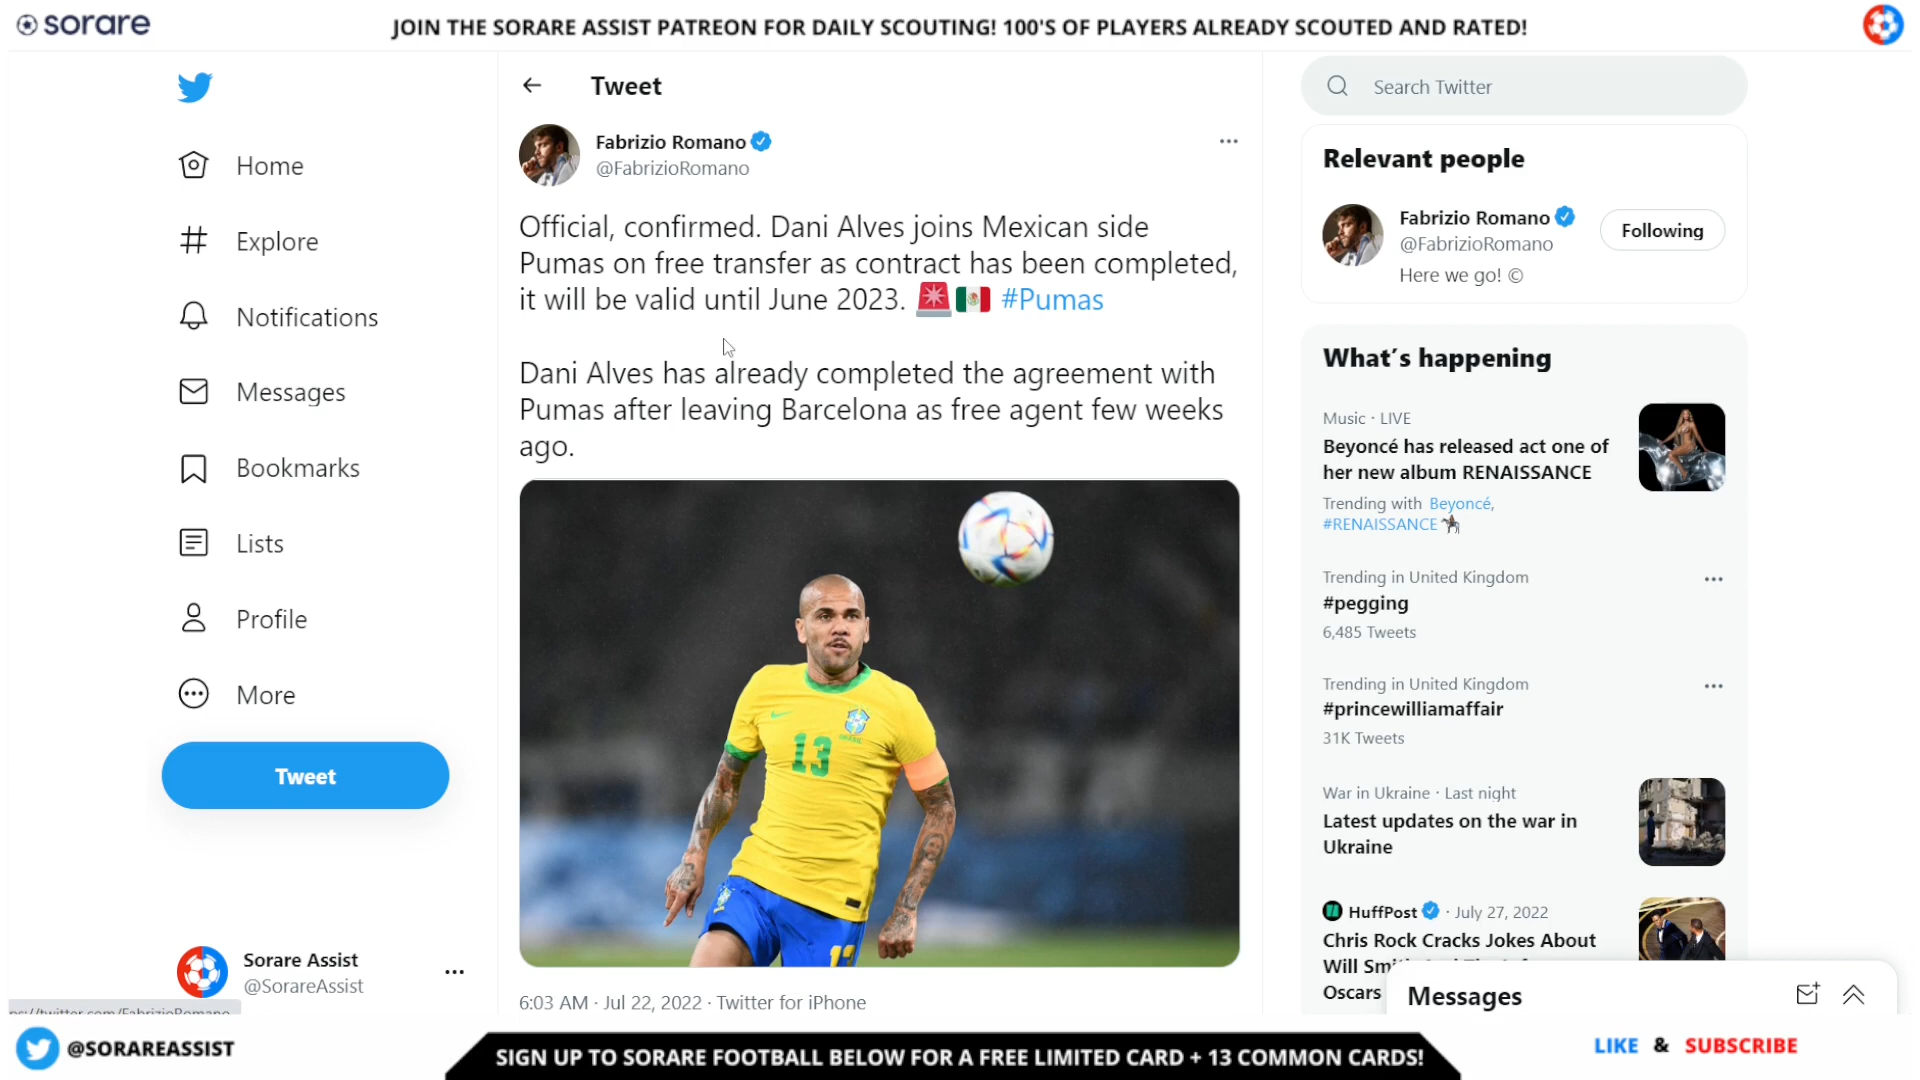 sorare
JOIN THE SORARE ASSIST PATREON FOR DAILY SCOUTING! 100'S OF PLAYERS ALREADY SCOUTED AND RATED!
Home
Explore
Notifications
Messages
Bookmarks
Lists
Profile
More
Tweet
Sorare Assist
@SorareAssist
Tweet
Fabrizio Romano
@FabrizioRomano
Official, confirmed. Dani Alves joins Mexican side
Pumas on free transfer as contract has been completed,
it will be valid until June 2023. 🚨🇲🇽 #Pumas
Dani Alves has already completed the agreement with
Pumas after leaving Barcelona as free agent few weeks
ago.
BRASIL
13
6:03 AM · Jul 22, 2022 · Twitter for iPhone
Search Twitter
Relevant people
Fabrizio Romano
@FabrizioRomano
Following
Here we go! ©
What's happening
Music · LIVE
Beyoncé has released act one of
her new album RENAISSANCE
Trending with Beyoncé,
#RENAISSANCE
Trending in United Kingdom
#pegging
6,485 Tweets
Trending in United Kingdom
#princewilliamaffair
31K Tweets
War in Ukraine · Last night
Latest updates on the war in
Ukraine
HuffPost · July 27, 2022
Chris Rock Cracks Jokes About
Will
Oscars
Messages
@SORAREASSIST
SIGN UP TO SORARE FOOTBALL BELOW FOR A FREE LIMITED CARD + 13 COMMON CARDS!
LIKE & SUBSCRIBE